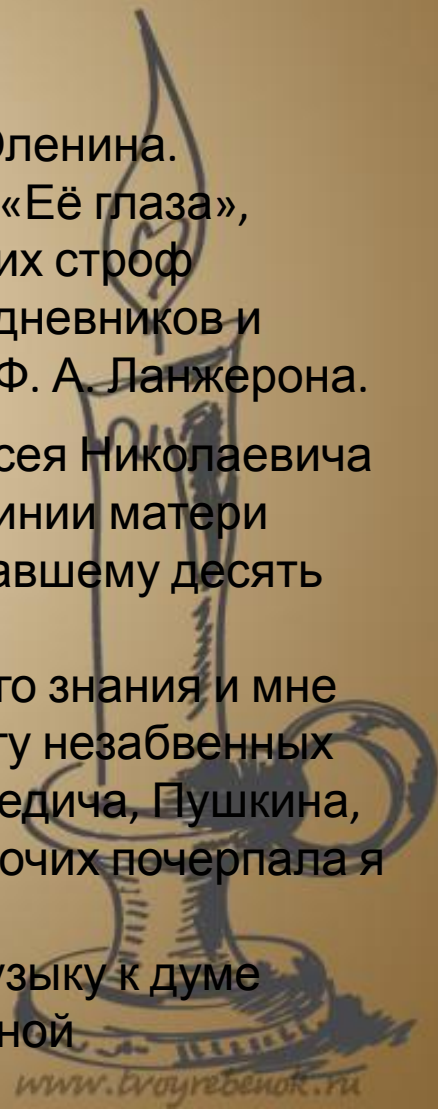 Оленина.
«Её глаза»,
их строф
дневников и
Ф. А. Ланжерона.
сея Николаевича
инии матери
авшему десять
го знания и мне
ту незабвенных
едича, Пушкина,
очих почерпала я
узыку к думе
ной
www.tvoyrebenok.ru